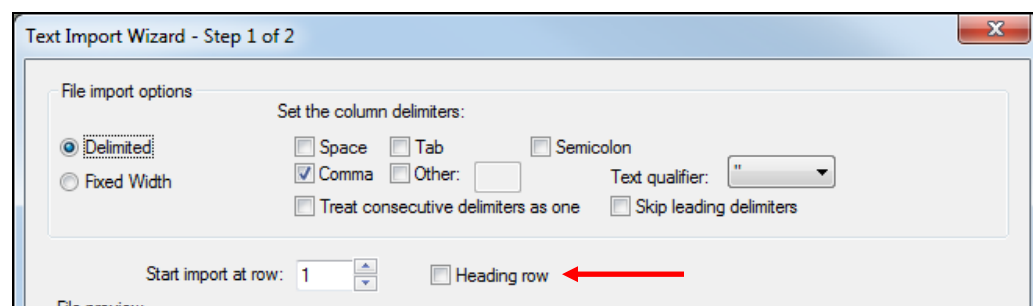 Text Import Wizard - Step 1 of 2
File import options
Set the column delimiters:
Delimited
Space Tab Semicolon
Comma Other: Text qualifier: "
Fixed Width
Treat consecutive delimiters as one Skip leading delimiters
Start import at row: 1 Heading row
File preview